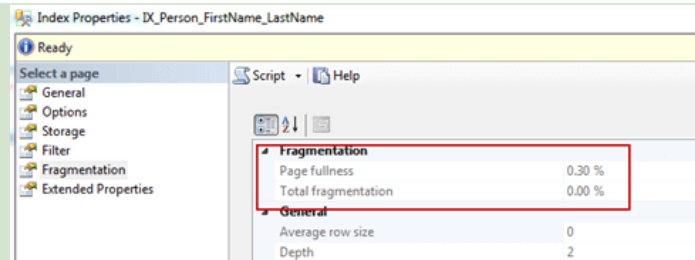 Index Properties - IX_Person_FirstName_LastName
Ready
Select a page
General
Options
Storage
Filter
Fragmentation
Extended Properties
Script Help
Fragmentation
Page fullness 0.30 %
Total fragmentation 0.00 %
General
Average row size 0
Depth 2